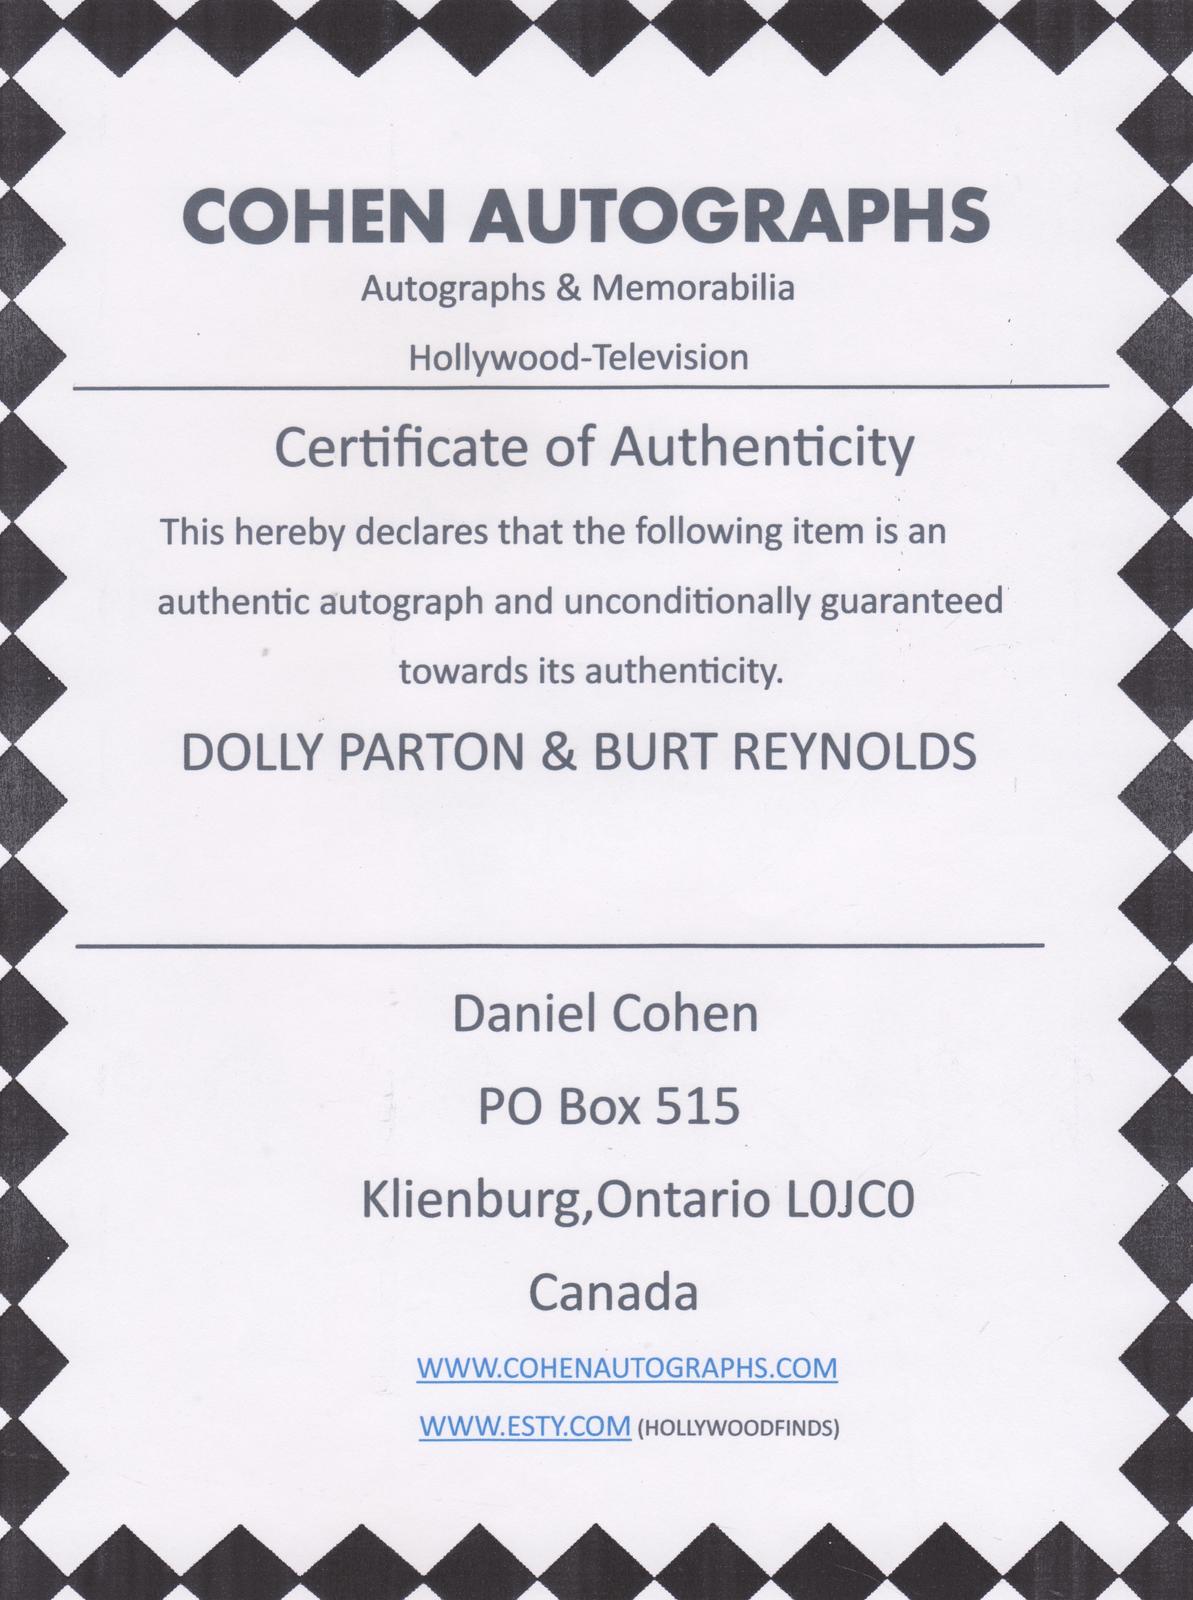 COHEN AUTOGRAPHS
Autographs & Memorabilia
Hollywood-Television
Certificate of Authenticity
This hereby declares that the following item is an
authentic autograph and unconditionally guaranteed
towards its authenticity.
DOLLY PARTON & BURT REYNOLDS
Daniel Cohen
PO Box 515
Klienburg,Ontario L0JC0
Canada
WWW.COHENAUTOGRAPHS.COM
WWW.ESTY.COM (HOLLYWOODFINDS)